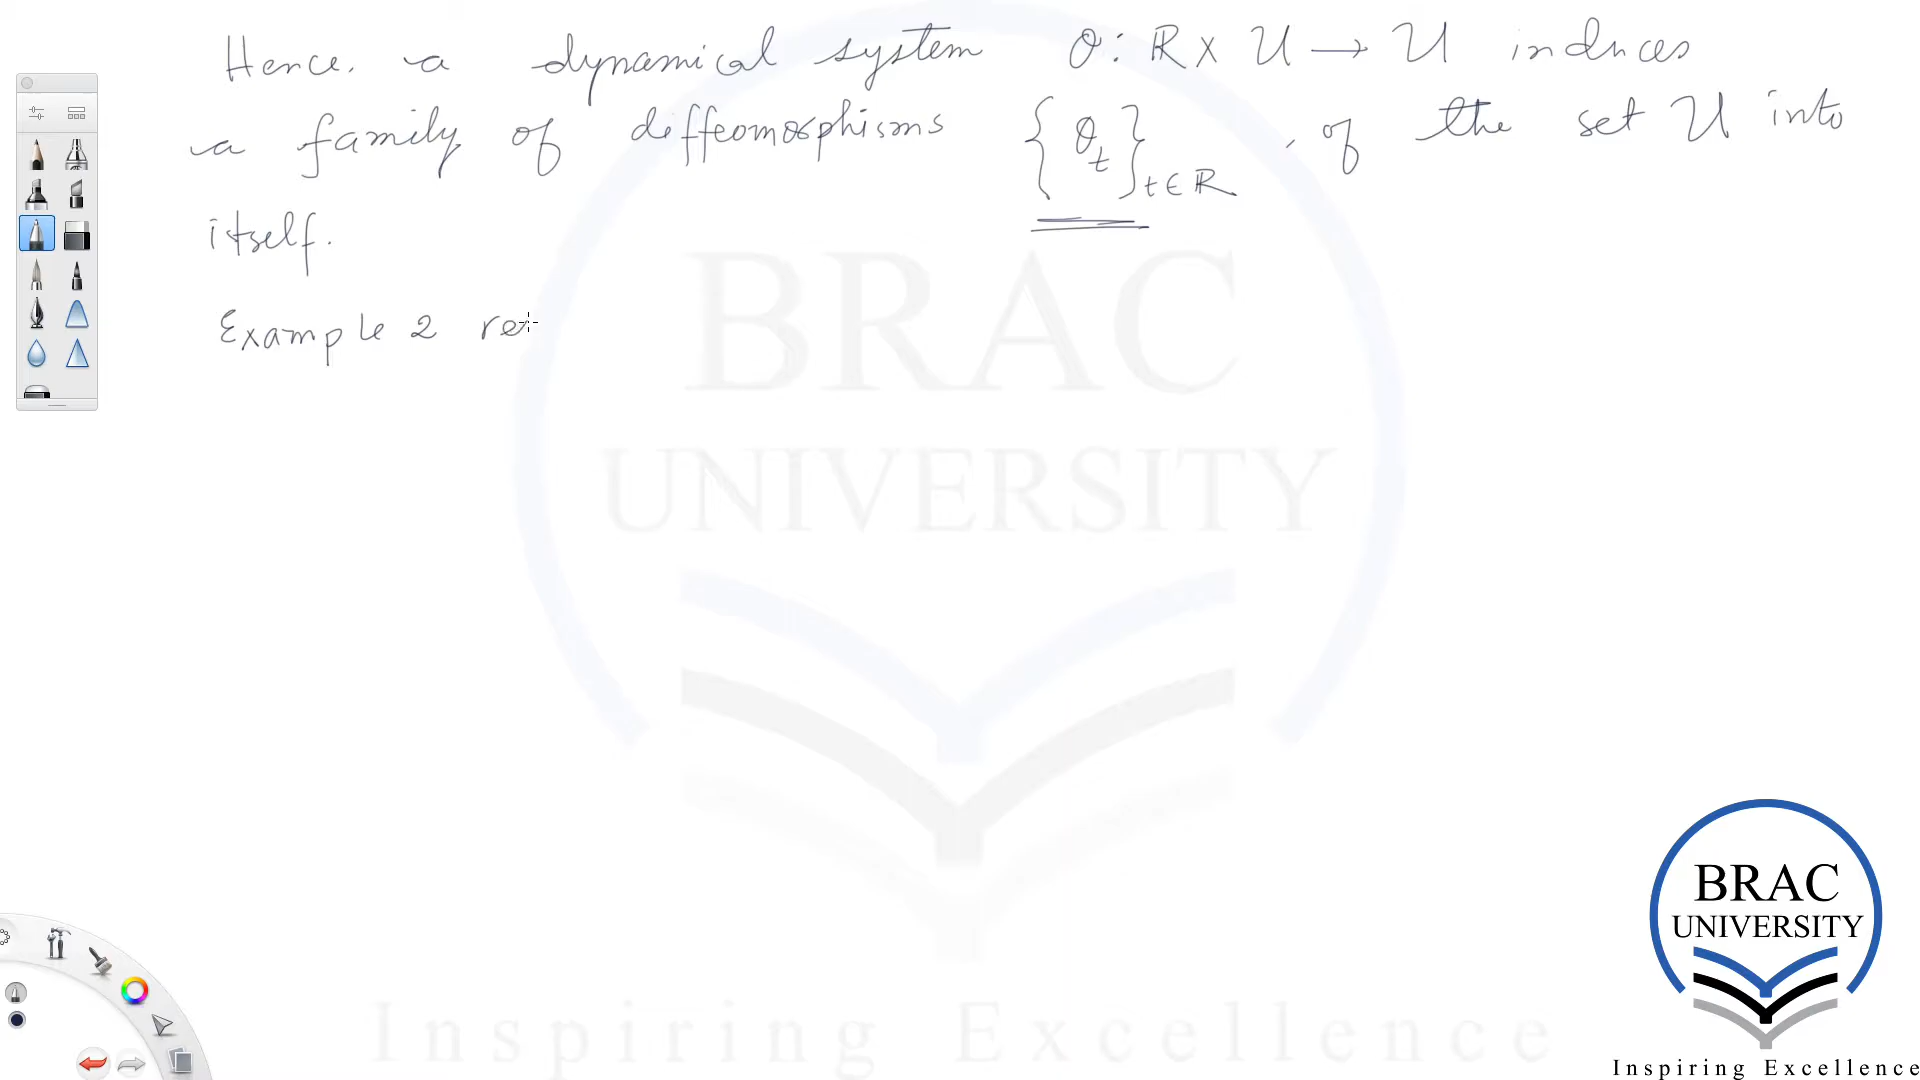 Hence, a dynamical system θ: ℝ × U → U induces
a family of diffeomorphisms {θ_t}_{t∈ℝ}, of the set U into
itself.
Example 2 re
BRAC
UNIVERSITY
Inspiring Excellence
BRAC
UNIVERSITY
Inspiring Excellence